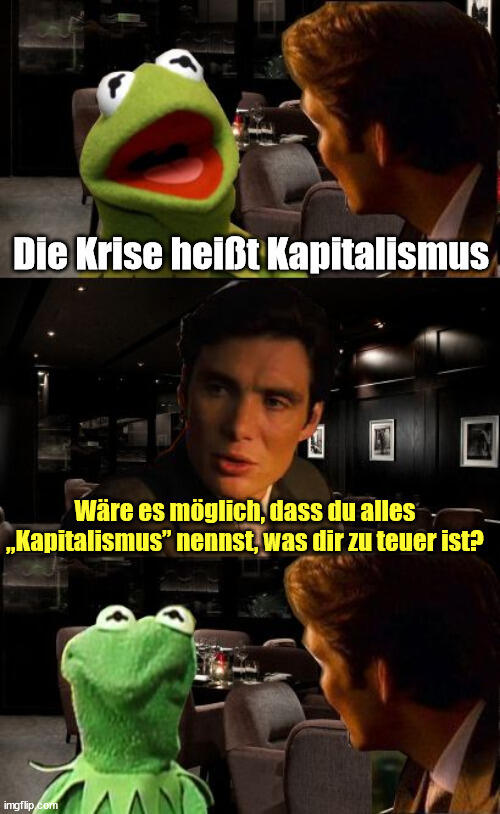 Die Krise heißt Kapitalismus
Wäre es möglich, dass du alles
„Kapitalismus” nennst, was dir zu teuer ist?
imgflip.com